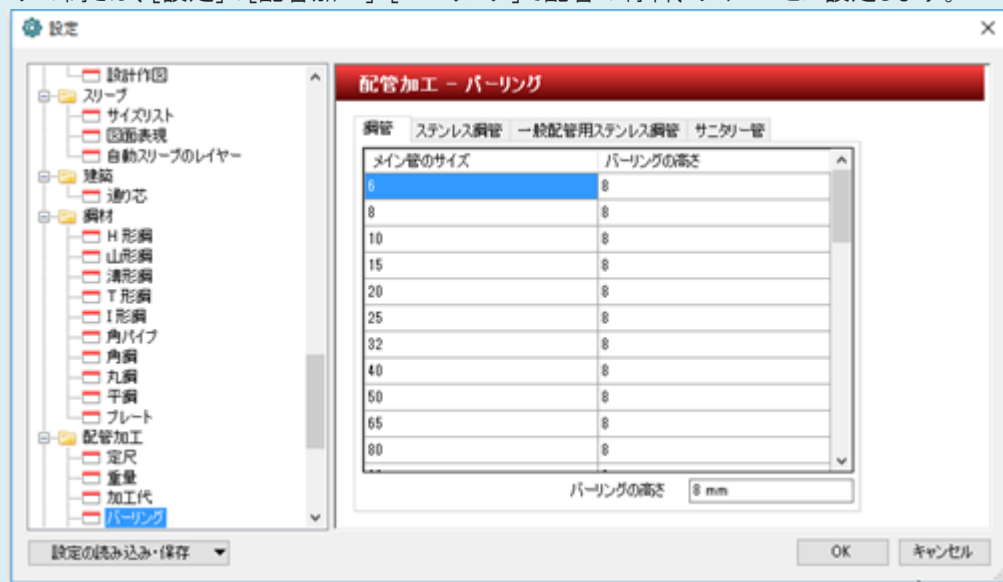 設定
設計作図
スリーブ
サイズリスト
図面表現
自動スリーブのレイヤー
建築
通り芯
鋼材
H 形鋼
山形鋼
溝形鋼
T 形鋼
I 形鋼
角パイプ
角鋼
丸鋼
平鋼
プレート
配管加工
定尺
重量
加工代
バーリング
設定の読み込み・保存
配管加工 - バーリング
鋼管 ステンレス鋼管 一般配管用ステンレス鋼管 サニタリー管
メイン管のサイズ バーリングの高さ
6 8
8 8
10 8
15 8
20 8
25 8
32 8
40 8
50 8
65 8
80 8
バーリングの高さ 8 mm
OK キャンセル